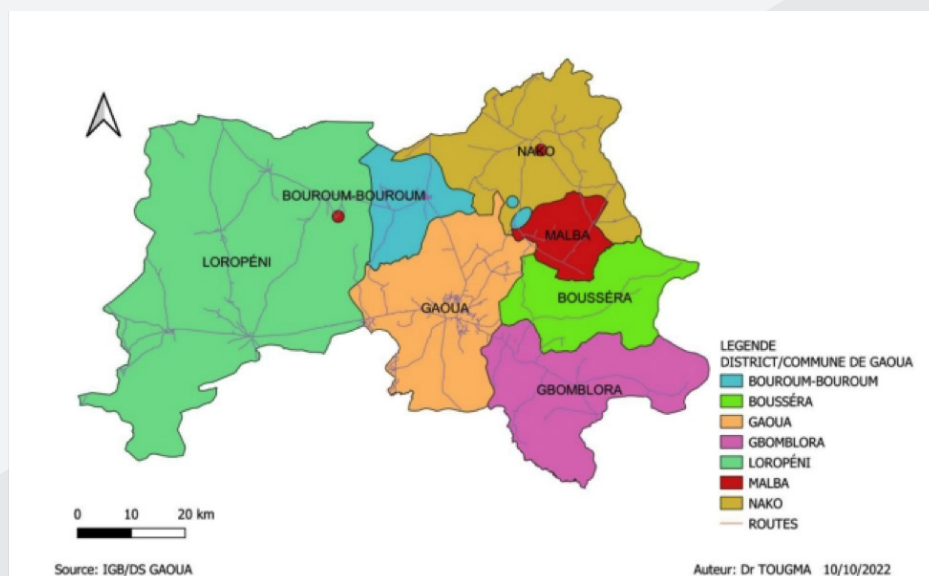 NAKO
BOUROUM-BOUROUM
MALBA
LOROPÉNI
BOUSSÉRA
GAOUA
GBOMBLORA
LEGENDE
DISTRICT/COMMUNE DE GAOUA
BOUROUM-BOUROUM
BOUSSÉRA
GAOUA
GBOMBLORA
LOROPÉNI
MALBA
NAKO
ROUTES
0 10 20 km
Source: IGB/DS GAOUA
Auteur: Dr TOUGMA 10/10/2022